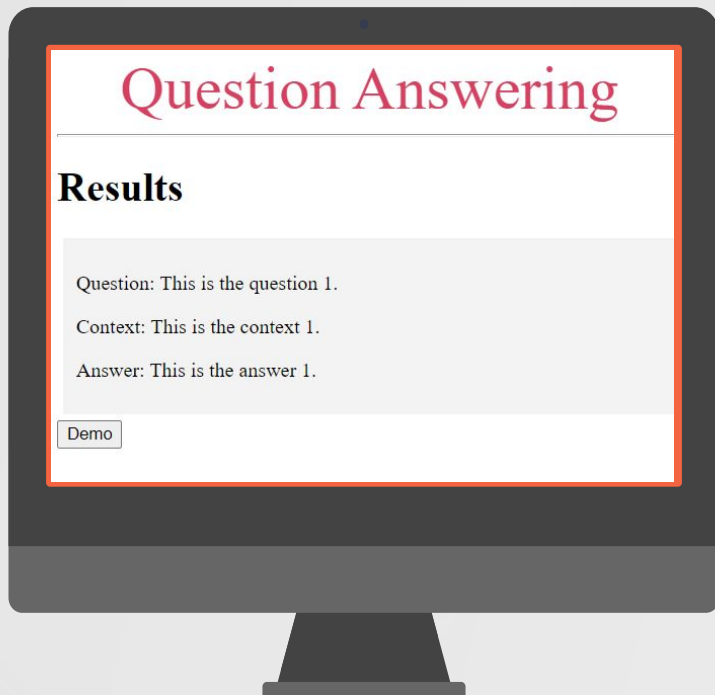 Question Answering
Results
Question: This is the question 1.
Context: This is the context 1.
Answer: This is the answer 1.
Demo